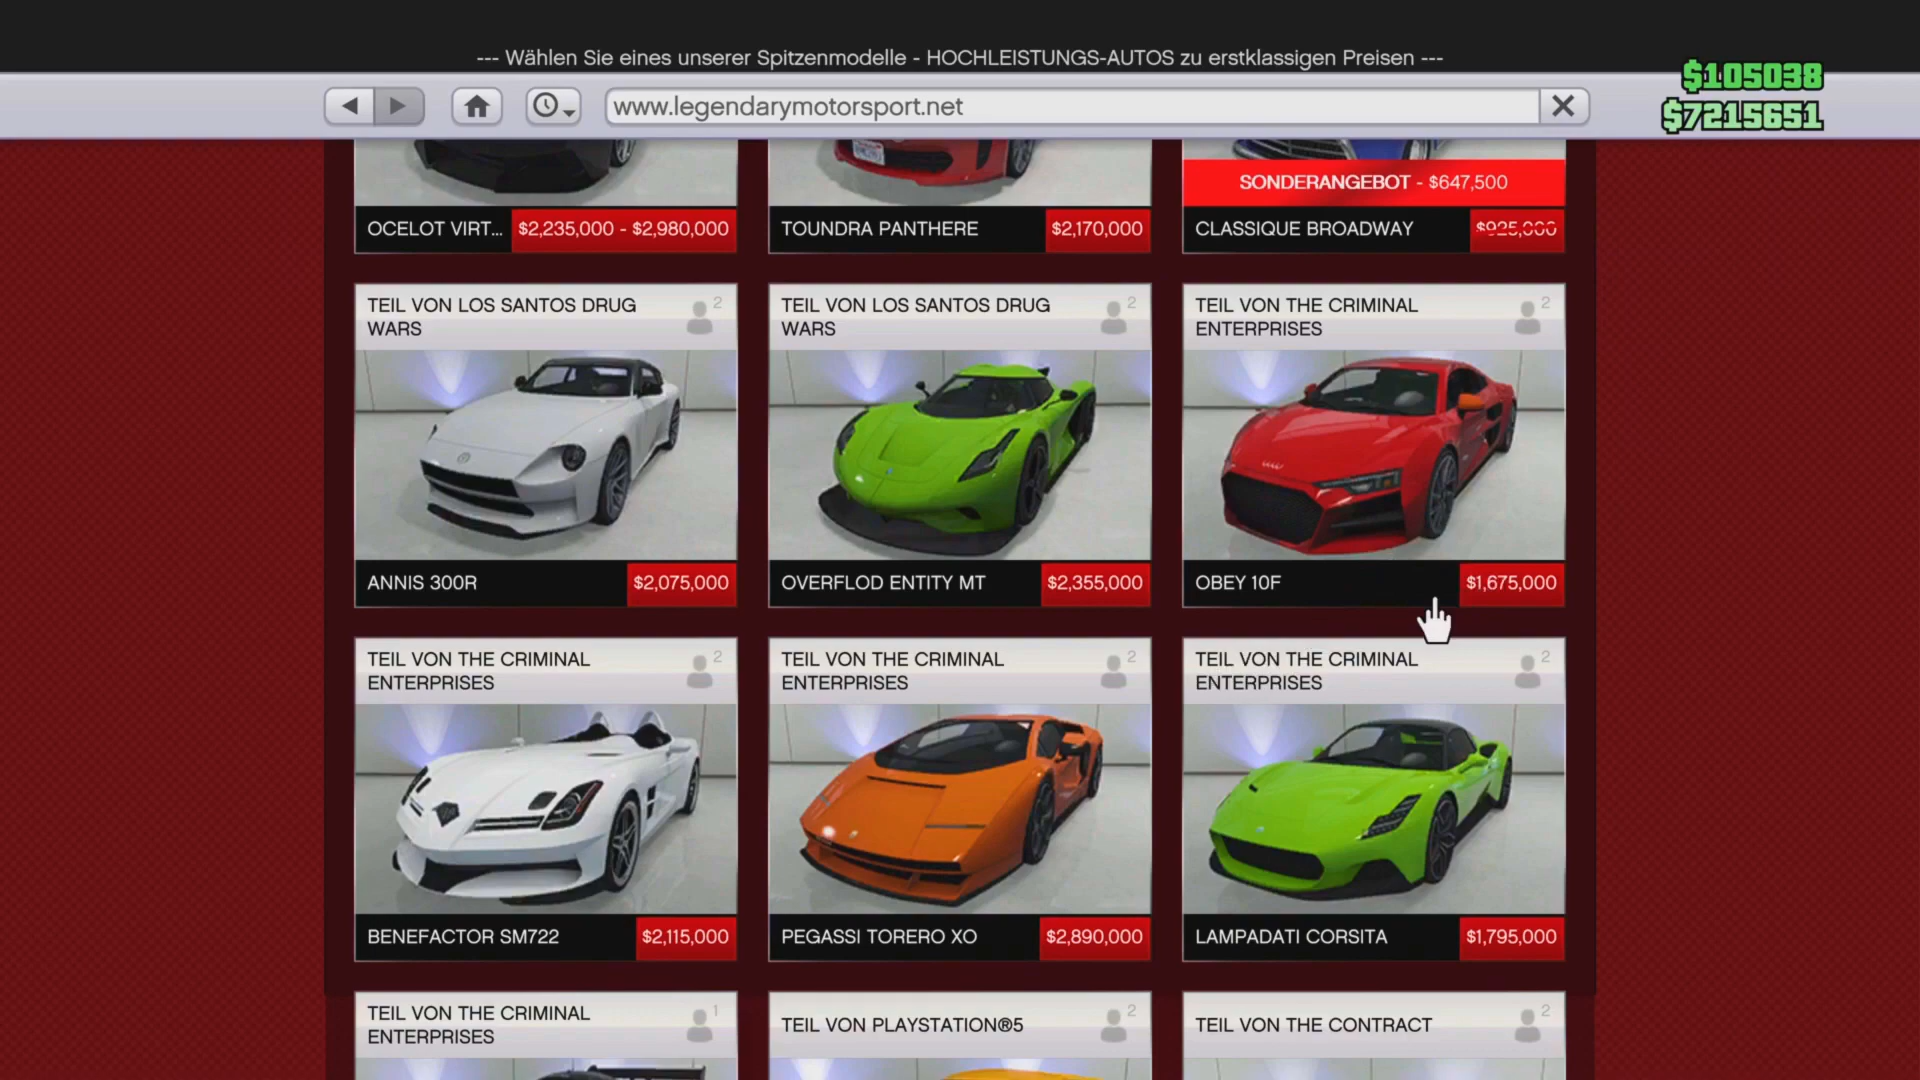 --- Wählen Sie eines unserer Spitzenmodelle - HOCHLEISTUNGS-AUTOS zu erstklassigen Preisen ---
$105038
www.legendarymotorsport.net
$7215651
SONDERANGEBOT - $647,500
OCELOT VIRT... $2,235,000 - $2,980,000
TOUNDRA PANTHERE $2,170,000
CLASSIQUE BROADWAY $925,000
TEIL VON LOS SANTOS DRUG
WARS
2
TEIL VON LOS SANTOS DRUG
WARS
2
TEIL VON THE CRIMINAL
ENTERPRISES
2
ANNIS 300R $2,075,000
OVERFLOD ENTITY MT $2,355,000
OBEY 10F $1,675,000
TEIL VON THE CRIMINAL
ENTERPRISES
2
TEIL VON THE CRIMINAL
ENTERPRISES
2
TEIL VON THE CRIMINAL
ENTERPRISES
2
BENEFACTOR SM722 $2,115,000
PEGASSI TORERO XO $2,890,000
LAMPADATI CORSITA $1,795,000
TEIL VON THE CRIMINAL
ENTERPRISES
1
TEIL VON PLAYSTATION®5
2
TEIL VON THE CONTRACT
2